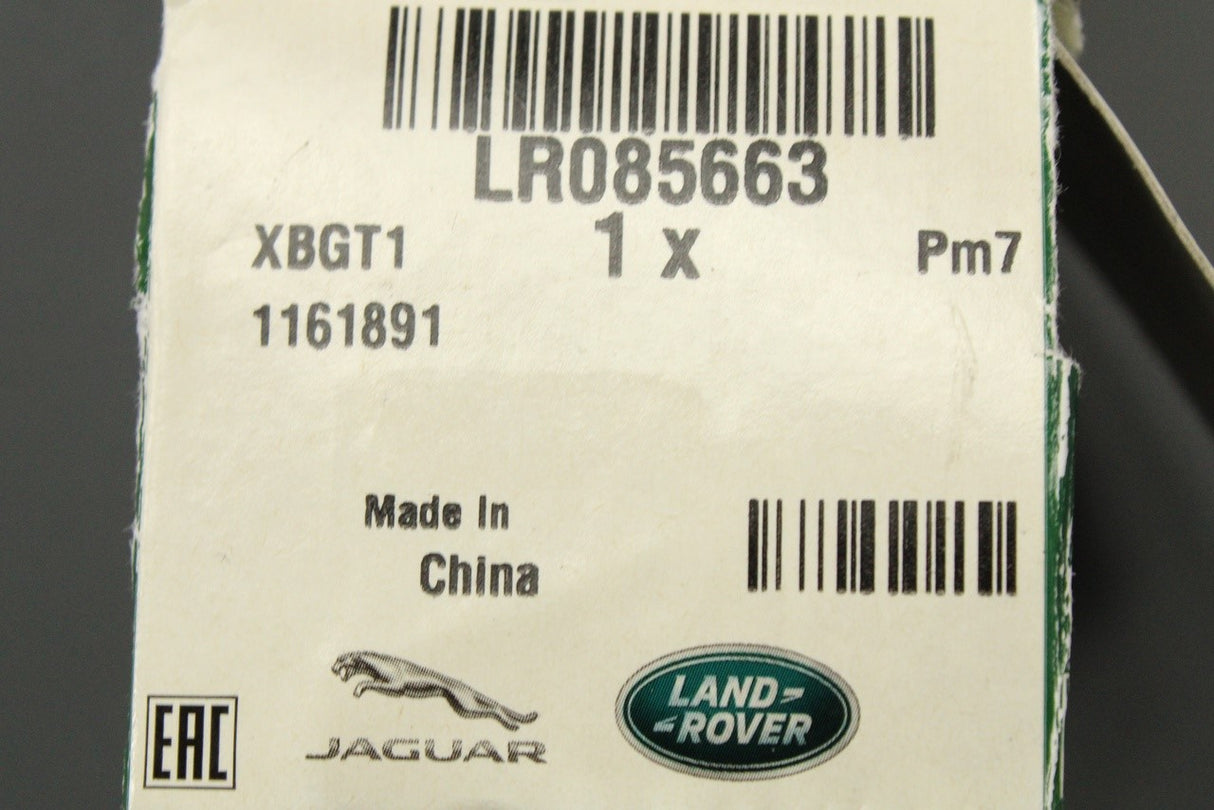 LR085663
XBGT1 1 x Pm7
1161891
Made In
China
JAGUAR
LAND-
-ROVER
EAC